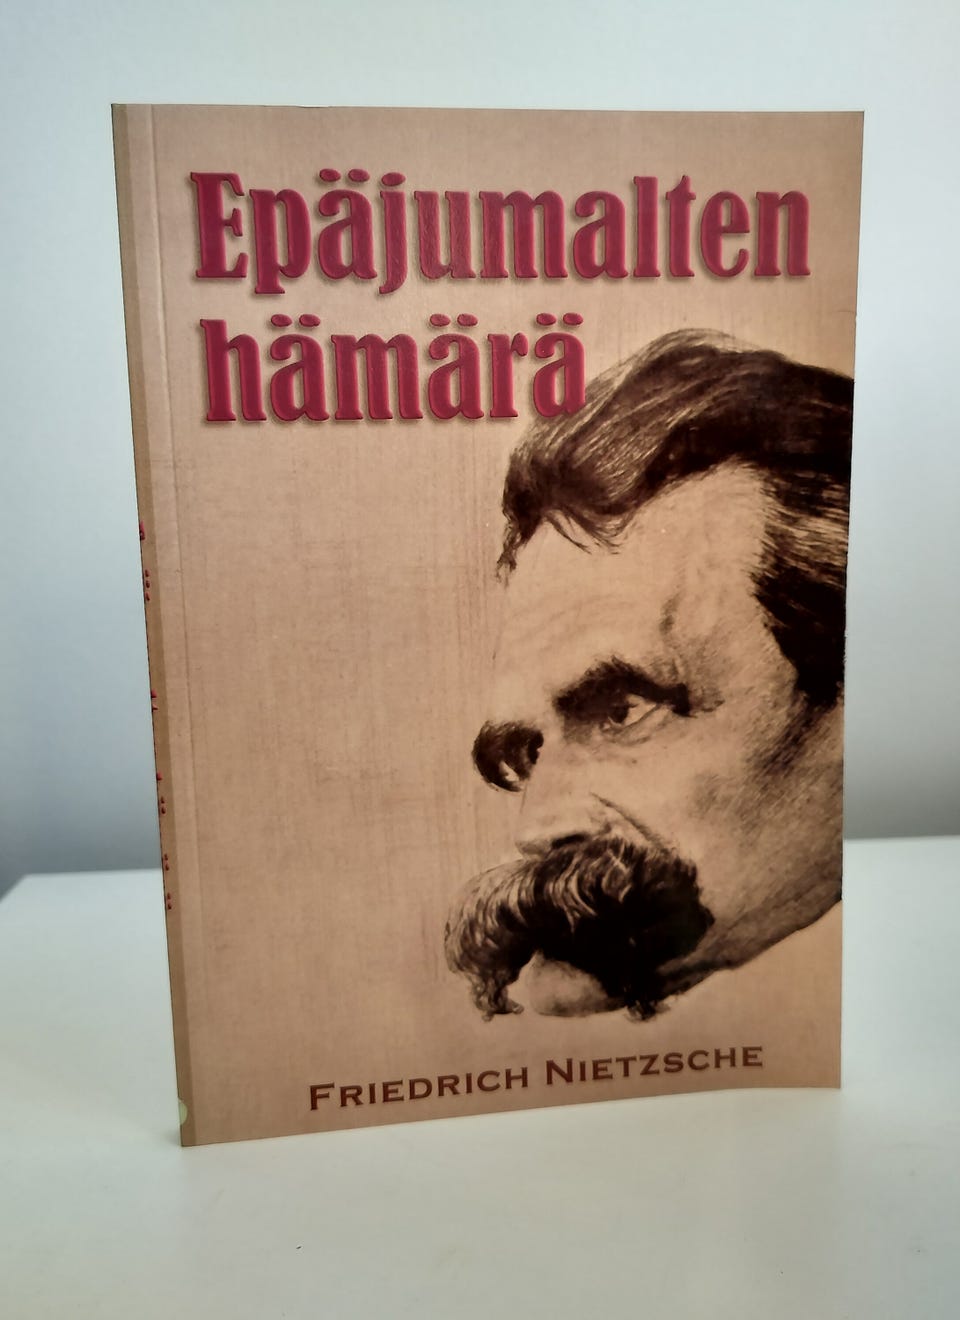 Epäjumalten
hämärä
Friedrich Nietzsche